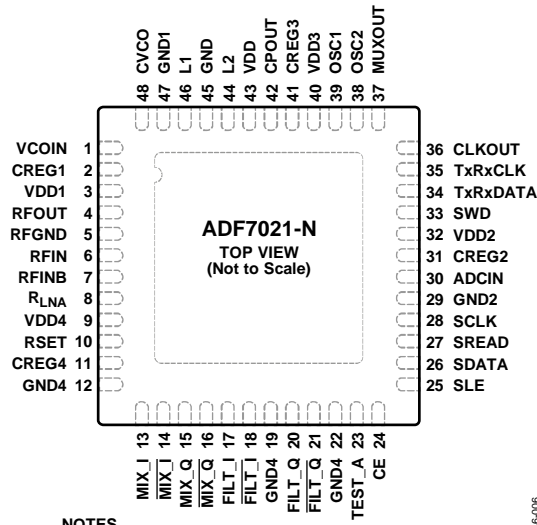 48 CVCO
47 GND1
46 L1
45 GND
44 L2
43 VDD
42 CPOUT
41 CREG3
40 VDD3
39 OSC1
38 OSC2
37 MUXOUT
VCOIN 1
CREG1 2
VDD1 3
RFOUT 4
RFGND 5
RFIN 6
RFINB 7
RLNA 8
VDD4 9
RSET 10
CREG4 11
GND4 12
ADF7021-N
TOP VIEW
(Not to Scale)
36 CLKOUT
35 TxRxCLK
34 TxRxDATA
33 SWD
32 VDD2
31 CREG2
30 ADCIN
29 GND2
28 SCLK
27 SREAD
26 SDATA
25 SLE
MIX_I 13
MIX_I 14
MIX_Q 15
MIX_Q 16
FILT_I 17
FILT_I 18
GND4 19
FILT_Q 20
FILT_Q 21
GND4 22
TEST_A 23
CE 24
NOTES